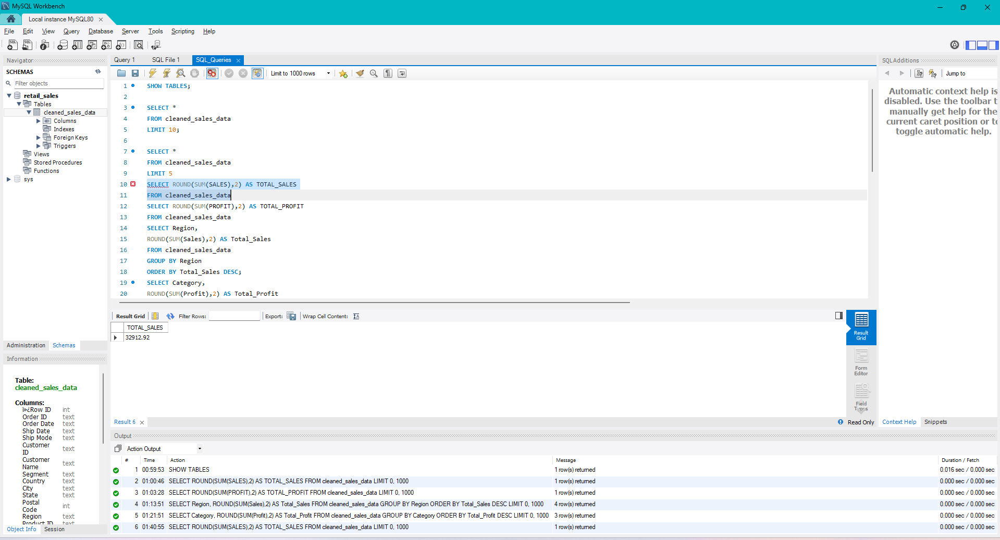 MySQL Workbench
Local instance MySQL80
File Edit View Query Database Server Tools Scripting Help
Navigator
SCHEMAS
Filter objects
retail_sales
Tables
cleaned_sales_data
Columns
Indexes
Foreign Keys
Triggers
Views
Stored Procedures
Functions
sys
Administration Schemas
Information
Table:
cleaned_sales_data
Columns:
ï»¿Row ID int
Order ID text
Order Date text
Ship Date text
Ship Mode text
Customer
ID text
Customer
Name text
Segment text
Country text
City text
State text
Postal
Code int
Region text
Product ID text
Object Info Session
Query 1 SQL File 1 SQL_Queries
Limit to 1000 rows
1 SHOW TABLES;
2
3 SELECT *
4 FROM cleaned_sales_data
5 LIMIT 10;
6
7 SELECT *
8 FROM cleaned_sales_data
9 LIMIT 5
10 SELECT ROUND(SUM(SALES),2) AS TOTAL_SALES
11 FROM cleaned_sales_data
12 SELECT ROUND(SUM(PROFIT),2) AS TOTAL_PROFIT
13 FROM cleaned_sales_data
14 SELECT Region,
15 ROUND(SUM(Sales),2) AS Total_Sales
16 FROM cleaned_sales_data
17 GROUP BY Region
18 ORDER BY Total_Sales DESC;
19 SELECT Category,
20 ROUND(SUM(Profit),2) AS Total_Profit
Result Grid Filter Rows: Export: Wrap Cell Content:
TOTAL_SALES
32912.92
Result
Grid
Form
Editor
Field
Types
Result 6
Read Only
Output
Action Output
# Time Action Message Duration / Fetch
1 00:59:53 SHOW TABLES 1 row(s) returned 0.016 sec / 0.000 sec
2 01:00:46 SELECT ROUND(SUM(SALES),2) AS TOTAL_SALES FROM cleaned_sales_data LIMIT 0, 1000 1 row(s) returned 0.000 sec / 0.000 sec
3 01:03:28 SELECT ROUND(SUM(PROFIT),2) AS TOTAL_PROFIT FROM cleaned_sales_data LIMIT 0, 1000 1 row(s) returned 0.000 sec / 0.000 sec
4 01:13:51 SELECT Region, ROUND(SUM(Sales),2) AS Total_Sales FROM cleaned_sales_data GROUP BY Region ORDER BY Total_Sales DESC LIMIT 0, 1000 4 row(s) returned 0.000 sec / 0.000 sec
5 01:21:51 SELECT Category, ROUND(SUM(Profit),2) AS Total_Profit FROM cleaned_sales_data GROUP BY Category ORDER BY Total_Profit DESC LIMIT 0, 1000 3 row(s) returned 0.000 sec / 0.000 sec
6 01:40:55 SELECT ROUND(SUM(SALES),2) AS TOTAL_SALES FROM cleaned_sales_data LIMIT 0, 1000 1 row(s) returned 0.000 sec / 0.000 sec
SQLAdditions
Jump to
Automatic context help is
disabled. Use the toolbar t
manually get help for the
current caret position or to
toggle automatic help.
Context Help Snippets